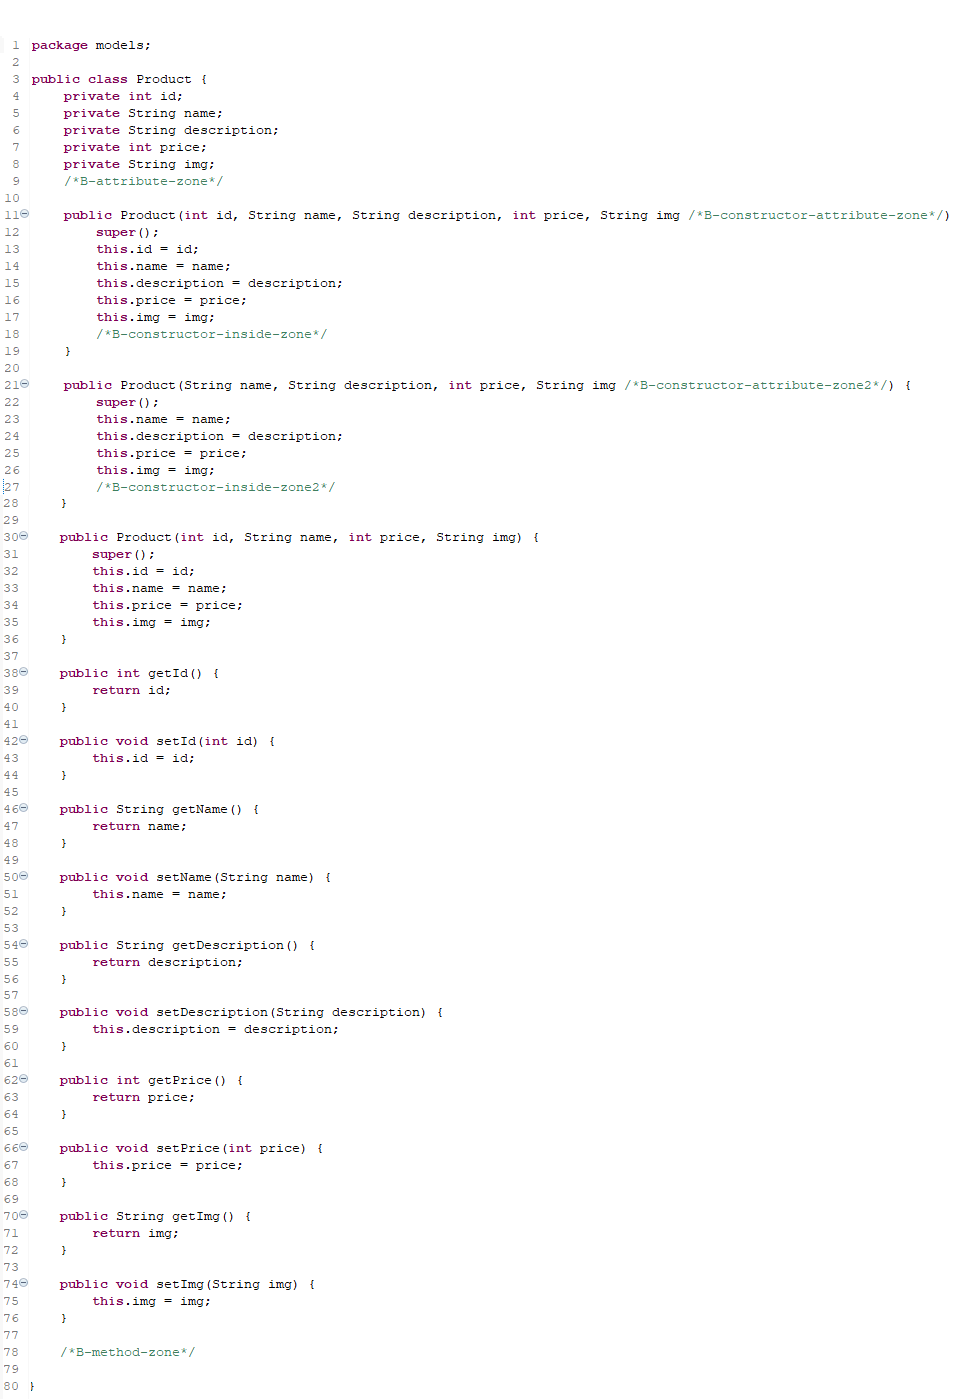 1 package models;
2
3 public class Product {
4     private int id;
5     private String name;
6     private String description;
7     private int price;
8     private String img;
9     /*B-attribute-zone*/
10
11     public Product(int id, String name, String description, int price, String img /*B-constructor-attribute-zone*/)
12         super();
13         this.id = id;
14         this.name = name;
15         this.description = description;
16         this.price = price;
17         this.img = img;
18         /*B-constructor-inside-zone*/
19     }
20
21     public Product(String name, String description, int price, String img /*B-constructor-attribute-zone2*/) {
22         super();
23         this.name = name;
24         this.description = description;
25         this.price = price;
26         this.img = img;
27         /*B-constructor-inside-zone2*/
28     }
29
30     public Product(int id, String name, int price, String img) {
31         super();
32         this.id = id;
33         this.name = name;
34         this.price = price;
35         this.img = img;
36     }
37
38     public int getId() {
39         return id;
40     }
41
42     public void setId(int id) {
43         this.id = id;
44     }
45
46     public String getName() {
47         return name;
48     }
49
50     public void setName(String name) {
51         this.name = name;
52     }
53
54     public String getDescription() {
55         return description;
56     }
57
58     public void setDescription(String description) {
59         this.description = description;
60     }
61
62     public int getPrice() {
63         return price;
64     }
65
66     public void setPrice(int price) {
67         this.price = price;
68     }
69
70     public String getImg() {
71         return img;
72     }
73
74     public void setImg(String img) {
75         this.img = img;
76     }
77
78     /*B-method-zone*/
79
80 }